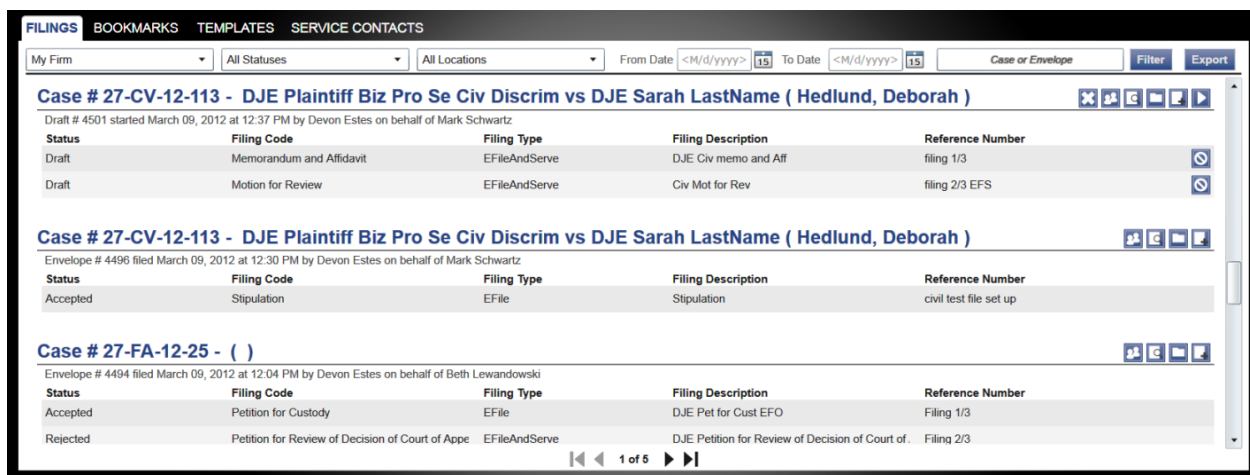 FILINGS BOOKMARKS TEMPLATES SERVICE CONTACTS
My Firm All Statuses All Locations From Date <M/d/yyyy> 15 To Date <M/d/yyyy> 15 Case or Envelope Filter Export
Case # 27-CV-12-113 - DJE Plaintiff Biz Pro Se Civ Discrim vs DJE Sarah LastName ( Hedlund, Deborah )
Draft # 4501 started March 09, 2012 at 12:37 PM by Devon Estes on behalf of Mark Schwartz
Status Filing Code Filing Type Filing Description Reference Number
Draft Memorandum and Affidavit EFileAndServe DJE Civ memo and Aff filing 1/3
Draft Motion for Review EFileAndServe Civ Mot for Rev filing 2/3 EFS
Case # 27-CV-12-113 - DJE Plaintiff Biz Pro Se Civ Discrim vs DJE Sarah LastName ( Hedlund, Deborah )
Envelope # 4496 filed March 09, 2012 at 12:30 PM by Devon Estes on behalf of Mark Schwartz
Status Filing Code Filing Type Filing Description Reference Number
Accepted Stipulation EFile Stipulation civil test file set up
Case # 27-FA-12-25 - ( )
Envelope # 4494 filed March 09, 2012 at 12:04 PM by Devon Estes on behalf of Beth Lewandowski
Status Filing Code Filing Type Filing Description Reference Number
Accepted Petition for Custody EFile DJE Pet for Cust EFO Filing 1/3
Rejected Petition for Review of Decision of Court of Appe EFileAndServe DJE Petition for Review of Decision of Court of . Filing 2/3
1 of 5